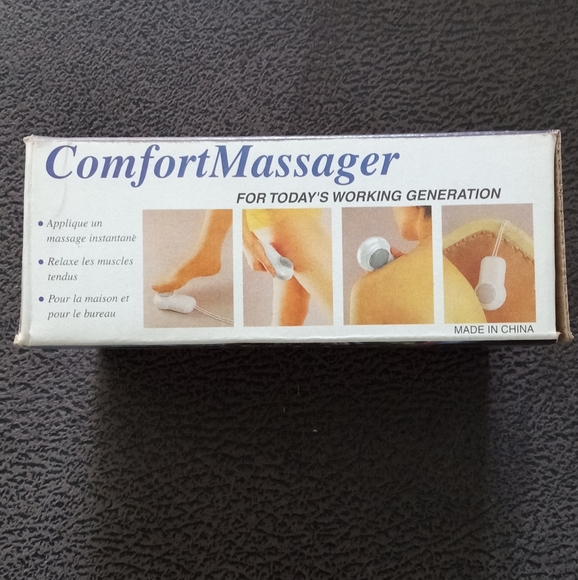 ComfortMassager
FOR TODAY'S WORKING GENERATION
• Applique un
massage instantané
• Relaxe les muscles
tendus
• Pour la maison et
pour le bureau
MADE IN CHINA